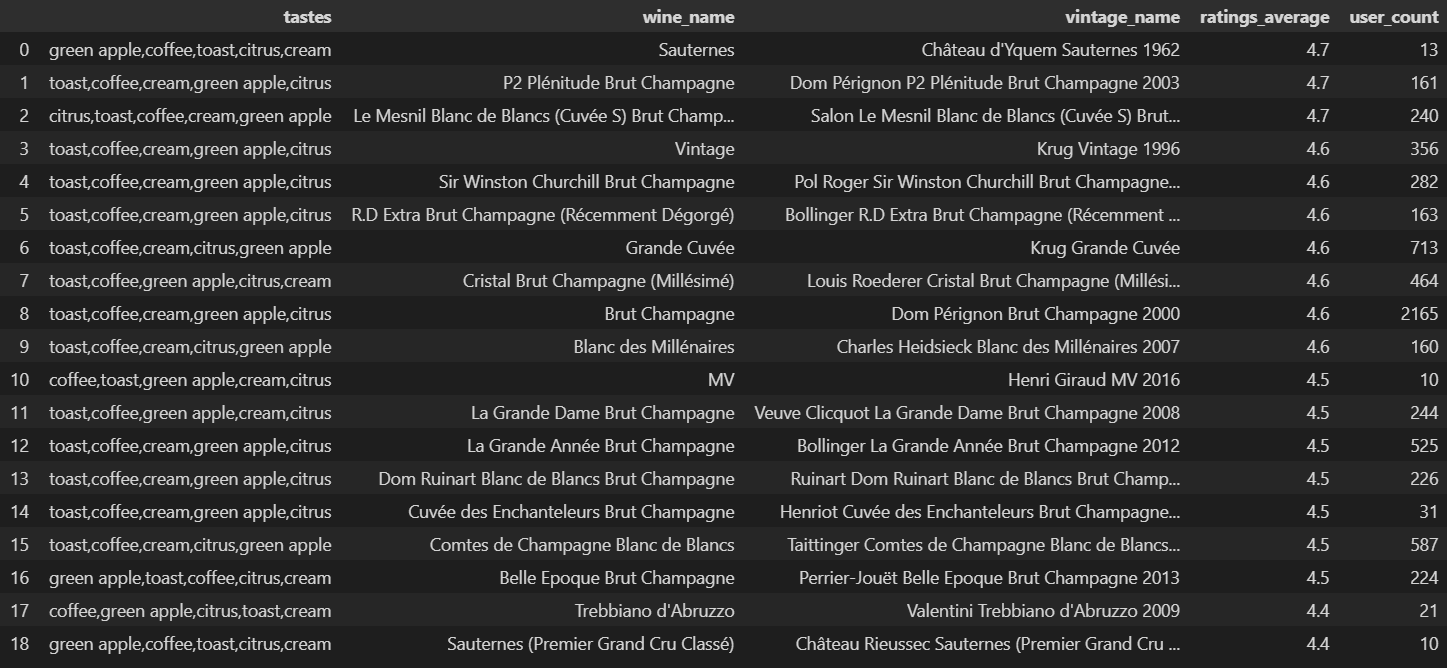 tastes wine_name vintage_name ratings_average user_count
0 green apple,coffee,toast,citrus,cream Sauternes Château d'Yquem Sauternes 1962 4.7 13
1 toast,coffee,cream,green apple,citrus P2 Plénitude Brut Champagne Dom Pérignon P2 Plénitude Brut Champagne 2003 4.7 161
2 citrus,toast,coffee,cream,green apple Le Mesnil Blanc de Blancs (Cuvée S) Brut Champ... Salon Le Mesnil Blanc de Blancs (Cuvée S) Brut... 4.7 240
3 toast,coffee,cream,green apple,citrus Vintage Krug Vintage 1996 4.6 356
4 toast,coffee,cream,green apple,citrus Sir Winston Churchill Brut Champagne Pol Roger Sir Winston Churchill Brut Champagne... 4.6 282
5 toast,coffee,cream,green apple,citrus R.D Extra Brut Champagne (Récemment Dégorgé) Bollinger R.D Extra Brut Champagne (Récemment ... 4.6 163
6 toast,coffee,cream,citrus,green apple Grande Cuvée Krug Grande Cuvée 4.6 713
7 toast,coffee,green apple,citrus,cream Cristal Brut Champagne (Millésimé) Louis Roederer Cristal Brut Champagne (Millési... 4.6 464
8 toast,coffee,cream,green apple,citrus Brut Champagne Dom Pérignon Brut Champagne 2000 4.6 2165
9 toast,coffee,cream,citrus,green apple Blanc des Millénaires Charles Heidsieck Blanc des Millénaires 2007 4.6 160
10 coffee,toast,green apple,cream,citrus MV Henri Giraud MV 2016 4.5 10
11 toast,coffee,green apple,cream,citrus La Grande Dame Brut Champagne Veuve Clicquot La Grande Dame Brut Champagne 2008 4.5 244
12 toast,coffee,cream,green apple,citrus La Grande Année Brut Champagne Bollinger La Grande Année Brut Champagne 2012 4.5 525
13 toast,coffee,cream,green apple,citrus Dom Ruinart Blanc de Blancs Brut Champagne Ruinart Dom Ruinart Blanc de Blancs Brut Champ... 4.5 226
14 toast,coffee,cream,green apple,citrus Cuvée des Enchanteleurs Brut Champagne Henriot Cuvée des Enchanteleurs Brut Champagne... 4.5 31
15 toast,coffee,cream,citrus,green apple Comtes de Champagne Blanc de Blancs Taittinger Comtes de Champagne Blanc de Blancs... 4.5 587
16 green apple,toast,coffee,citrus,cream Belle Epoque Brut Champagne Perrier-Jouët Belle Epoque Brut Champagne 2013 4.5 224
17 coffee,green apple,citrus,toast,cream Trebbiano d'Abruzzo Valentini Trebbiano d'Abruzzo 2009 4.4 21
18 green apple,coffee,toast,citrus,cream Sauternes (Premier Grand Cru Classé) Château Rieussec Sauternes (Premier Grand Cru ... 4.4 10